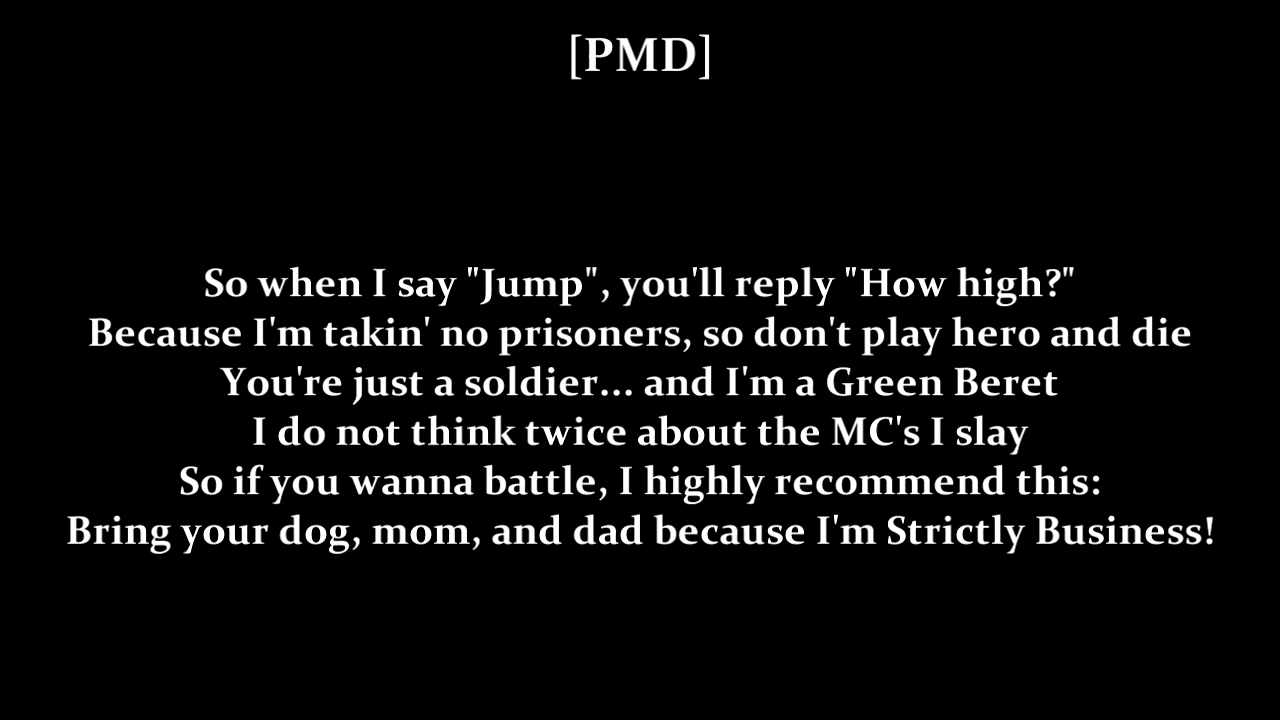 [PMD]
So when I say "Jump", you'll reply "How high?"
Because I'm takin' no prisoners, so don't play hero and die
You're just a soldier... and I'm a Green Beret
I do not think twice about the MC's I slay
So if you wanna battle, I highly recommend this:
Bring your dog, mom, and dad because I'm Strictly Business!